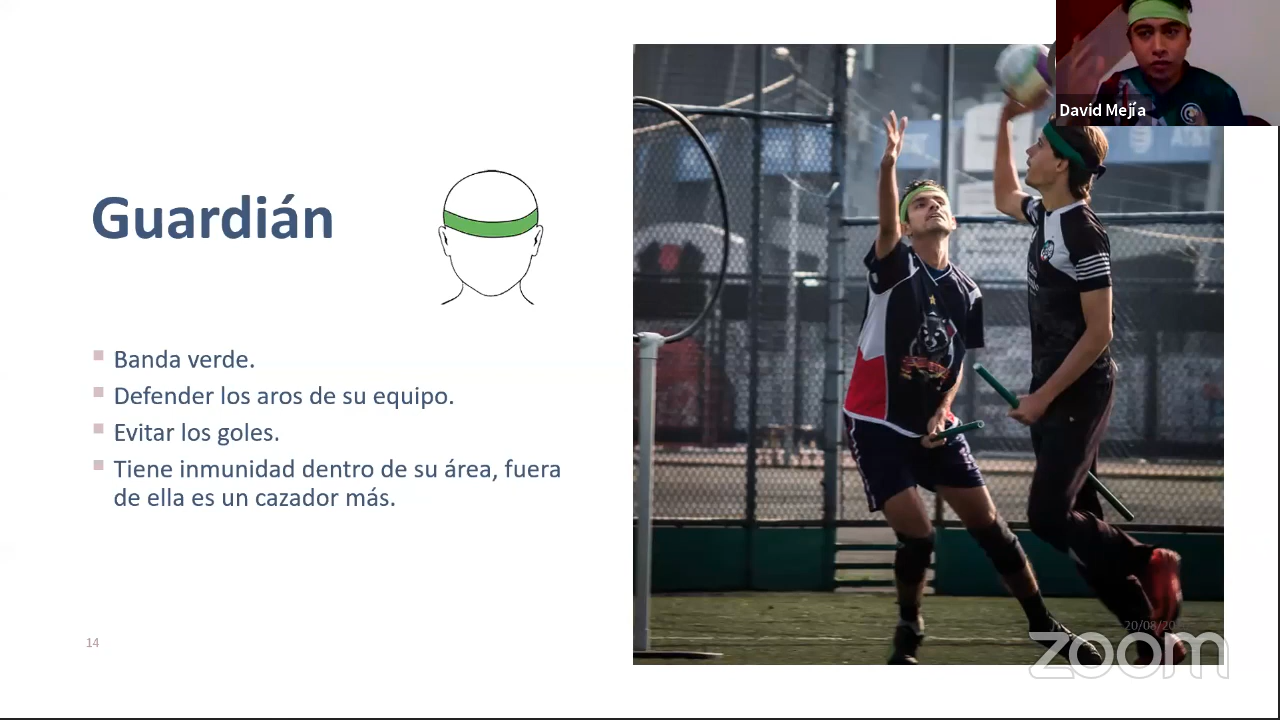 David Mejía
Guardián
Banda verde.
Defender los aros de su equipo.
Evitar los goles.
Tiene inmunidad dentro de su área, fuera
de ella es un cazador más.
14
zoom